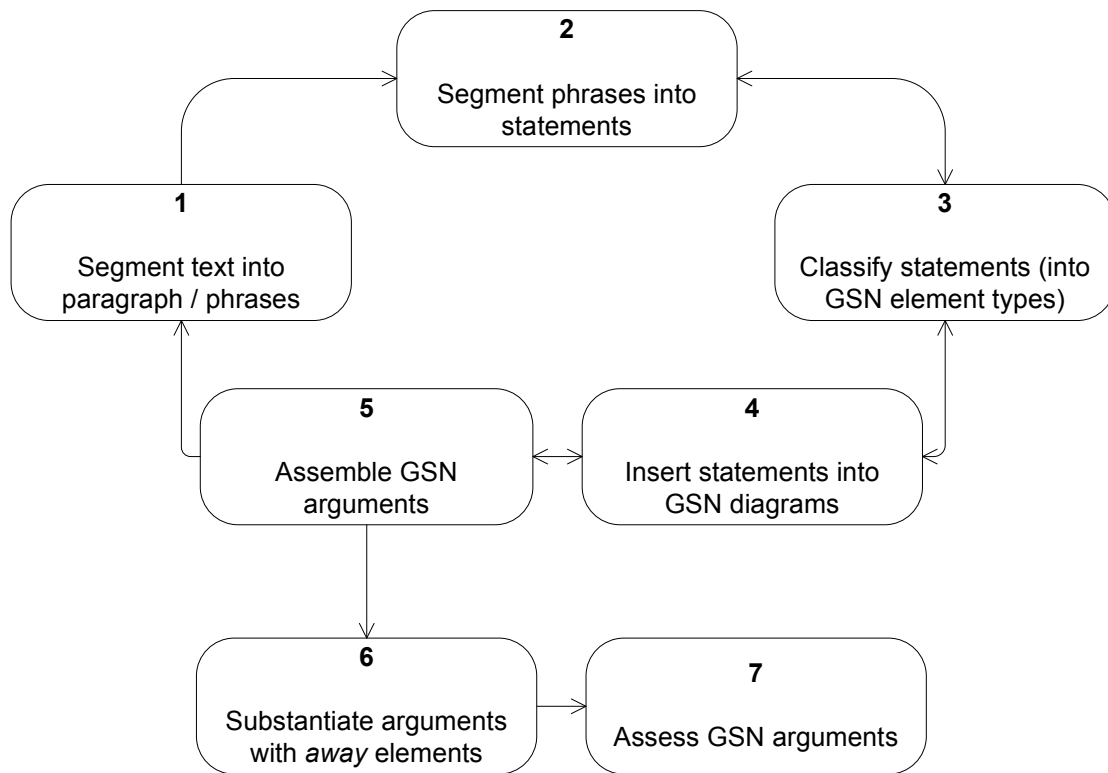 1
Segment text into
paragraph / phrases
2
Segment phrases into
statements
3
Classify statements (into
GSN element types)
4
Insert statements into
GSN diagrams
5
Assemble GSN
arguments
6
Substantiate arguments
with away elements
7
Assess GSN arguments